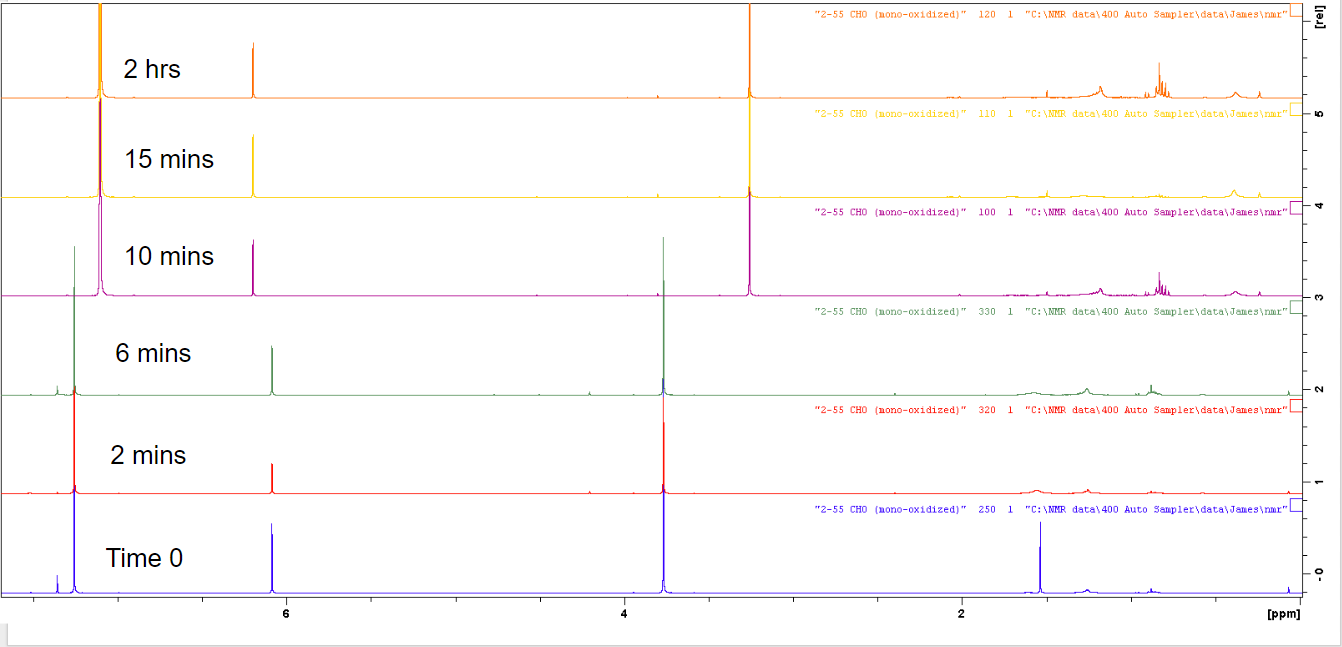 "2-55 CHO (mono-oxidized)" 120 1 "C:\NMR data\400 Auto Sampler\data\James\nmr"
[rel]
2 hrs
"2-55 CHO (mono-oxidized)" 110 1 "C:\NMR data\400 Auto Sampler\data\James\nmr"
5
15 mins
4
"2-55 CHO (mono-oxidized)" 100 1 "C:\NMR data\400 Auto Sampler\data\James\nmr"
10 mins
3
"2-55 CHO (mono-oxidized)" 330 1 "C:\NMR data\400 Auto Sampler\data\James\nmr"
6 mins
2
"2-55 CHO (mono-oxidized)" 320 1 "C:\NMR data\400 Auto Sampler\data\James\nmr"
2 mins
1
"2-55 CHO (mono-oxidized)" 250 1 "C:\NMR data\400 Auto Sampler\data\James\nmr"
Time 0
0
6 4 2 [ppm]